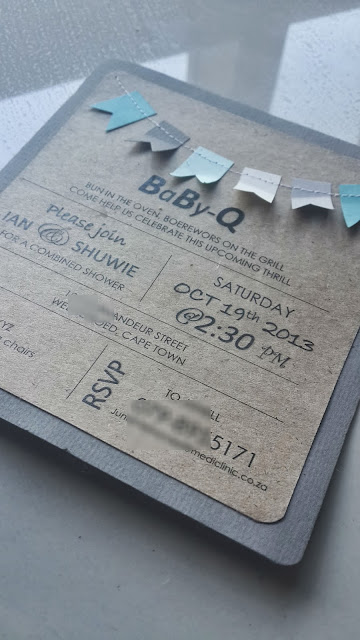 BaBy-Q
BUN IN THE OVEN, BOEREWORS ON THE GRILL
COME HELP US CELEBRATE THIS UPCOMING THRILL
Please join
IAN @ SHUWIE
FOR A COMBINED SHOWER
SATURDAY
OCT 19th 2013
@2:30 PM
STREET
CAPE TOWN
chairs
RSVP
TO
5171
mediclinic.co.za